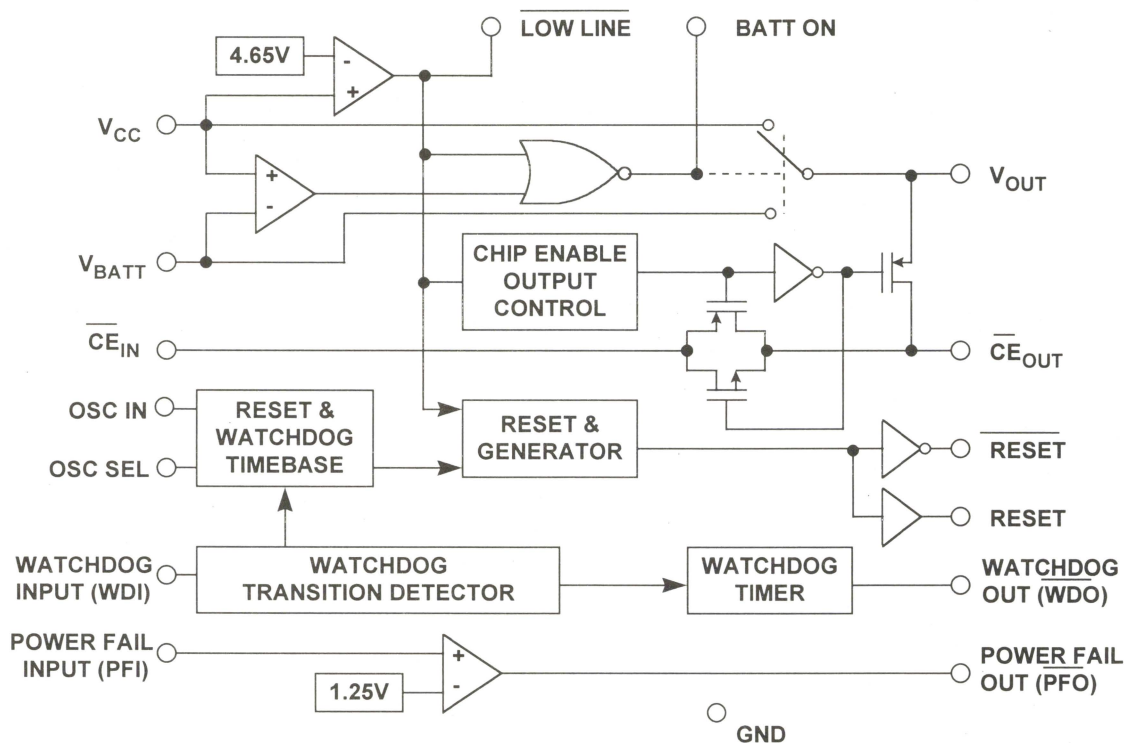 LOW LINE
BATT ON
4.65V
-
+
VCC
+
-
VOUT
VBATT
CHIP ENABLE
OUTPUT
CONTROL
CEIN
CEOUT
OSC IN
RESET &
WATCHDOG
TIMEBASE
OSC SEL
RESET &
GENERATOR
RESET
RESET
WATCHDOG
INPUT (WDI)
WATCHDOG
TRANSITION DETECTOR
WATCHDOG
TIMER
WATCHDOG
OUT (WDO)
POWER FAIL
INPUT (PFI)
+
-
1.25V
POWER FAIL
OUT (PFO)
GND